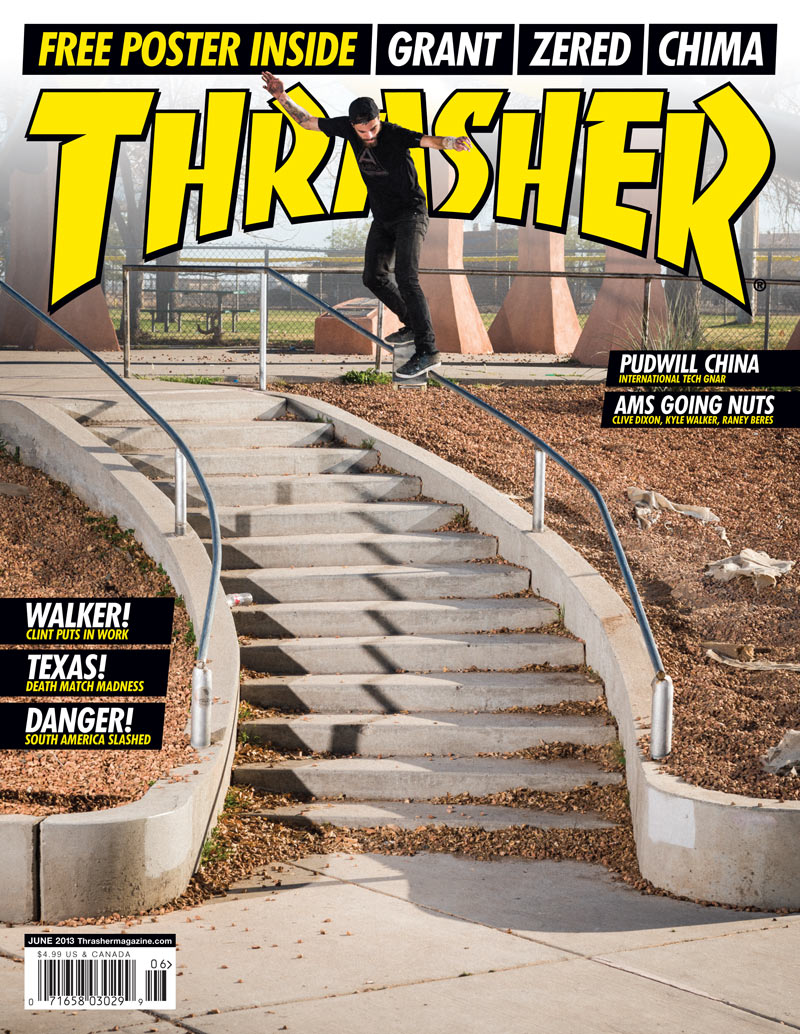 FREE POSTER INSIDE GRANT ZERED CHIMA
THRASHER®
PUDWILL CHINA
INTERNATIONAL TECH GNAR
AMS GOING NUTS
CLIVE DIXON, KYLE WALKER, RANEY BERES
WALKER!
CLINT PUTS IN WORK
TEXAS!
DEATH MATCH MADNESS
DANGER!
SOUTH AMERICA SLASHED
JUNE 2013 Thrashermagazine.com
$4.99 US & CANADA
06>
0 71658 03029 9